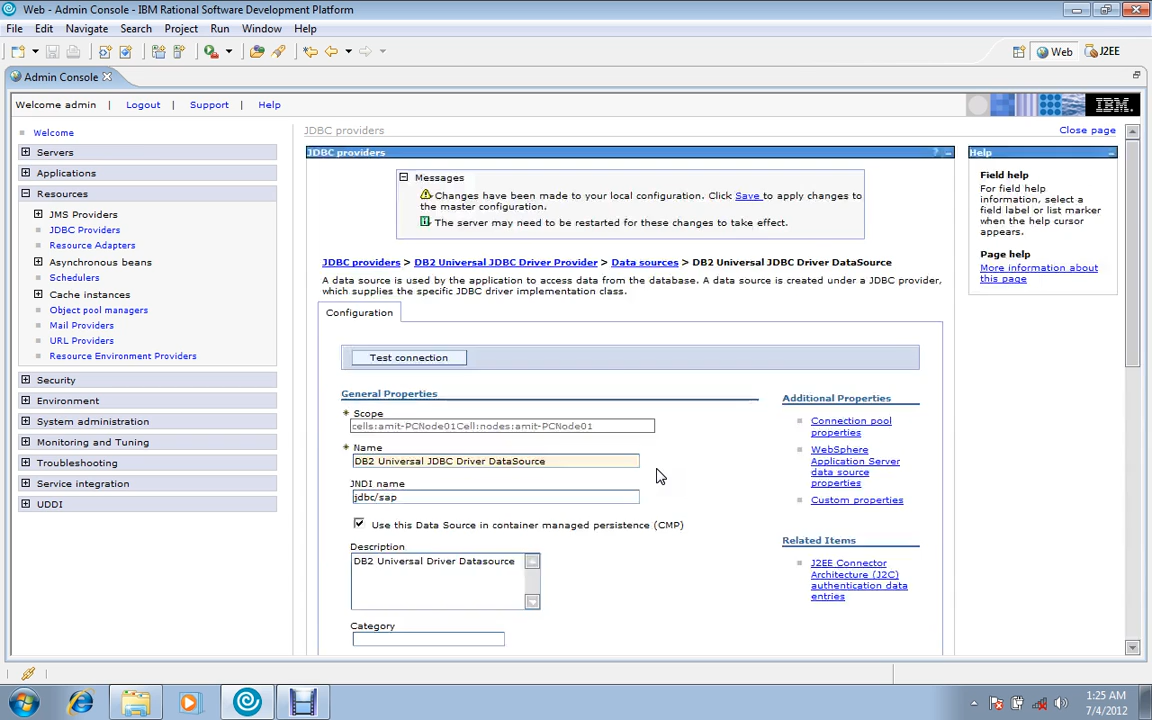 Web - Admin Console - IBM Rational Software Development Platform
File Edit Navigate Search Project Run Window Help
Web
J2EE
Admin Console
Welcome admin
Logout
Support
Help
IBM.
Welcome
Servers
Applications
Resources
JMS Providers
JDBC Providers
Resource Adapters
Asynchronous beans
Schedulers
Cache instances
Object pool managers
Mail Providers
URL Providers
Resource Environment Providers
Security
Environment
System administration
Monitoring and Tuning
Troubleshooting
Service integration
UDDI
JDBC providers
Close page
JDBC providers
?
Messages
Changes have been made to your local configuration. Click Save to apply changes to
the master configuration.
The server may need to be restarted for these changes to take effect.
JDBC providers > DB2 Universal JDBC Driver Provider > Data sources > DB2 Universal JDBC Driver DataSource
A data source is used by the application to access data from the database. A data source is created under a JDBC provider,
which supplies the specific JDBC driver implementation class.
Configuration
Test connection
General Properties
Scope
cells:amit-PCNode01Cell:nodes:amit-PCNode01
Name
DB2 Universal JDBC Driver DataSource
JNDI name
jdbc/sap
Use this Data Source in container managed persistence (CMP)
Description
DB2 Universal Driver Datasource
Category
Additional Properties
Connection pool
properties
WebSphere
Application Server
data source
properties
Custom properties
Related Items
J2EE Connector
Architecture (J2C)
authentication data
entries
Help
Field help
For field help
information, select a
field label or list marker
when the help cursor
appears.
Page help
More information about
this page
1:25 AM
7/4/2012